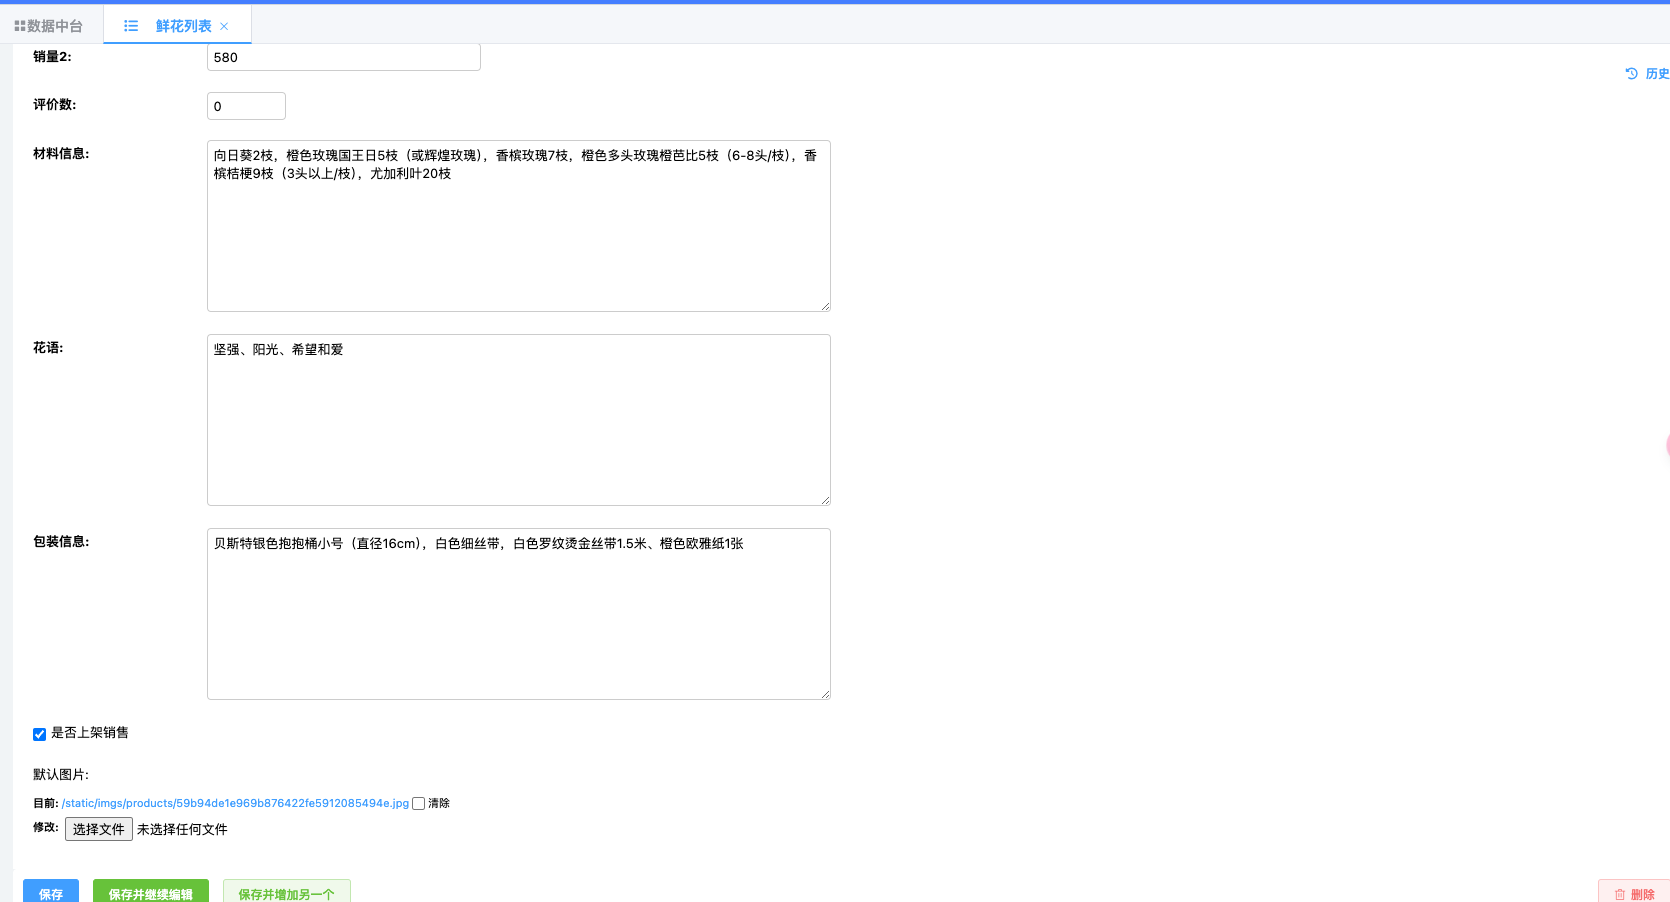 数据中台
鲜花列表
销量2:
580
历史
评价数:
0
材料信息:
向日葵2枝，橙色玫瑰国王日5枝（或辉煌玫瑰），香槟玫瑰7枝，橙色多头玫瑰橙芭比5枝（6-8头/枝），香
槟桔梗9枝（3头以上/枝），尤加利叶20枝
花语:
坚强、阳光、希望和爱
包装信息:
贝斯特银色抱抱桶小号（直径16cm），白色细丝带，白色罗纹烫金丝带1.5米、橙色欧雅纸1张
是否上架销售
默认图片:
目前: /static/imgs/products/59b94de1e969b876422fe5912085494e.jpg 清除
修改: 选择文件 未选择任何文件
保存 保存并继续编辑 保存并增加另一个 删除